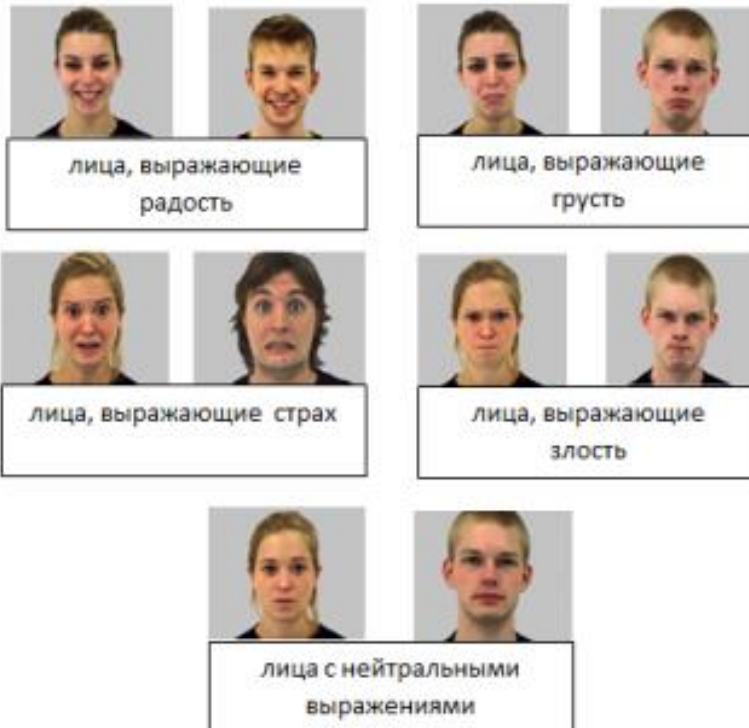 лица, выражающие
радость
лица, выражающие
грусть
лица, выражающие страх
лица, выражающие
злость
лица с нейтральными
выражениями